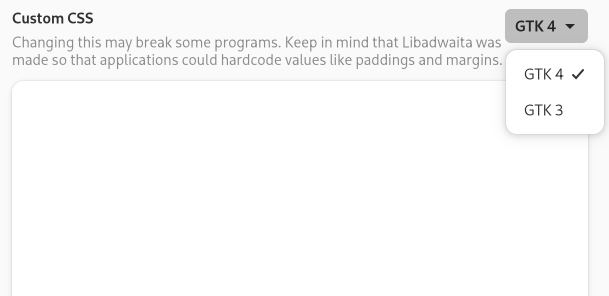 Custom CSS
GTK 4
Changing this may break some programs. Keep in mind that Libadwaita was
made so that applications could hardcode values like paddings and margins.
GTK 4
GTK 3